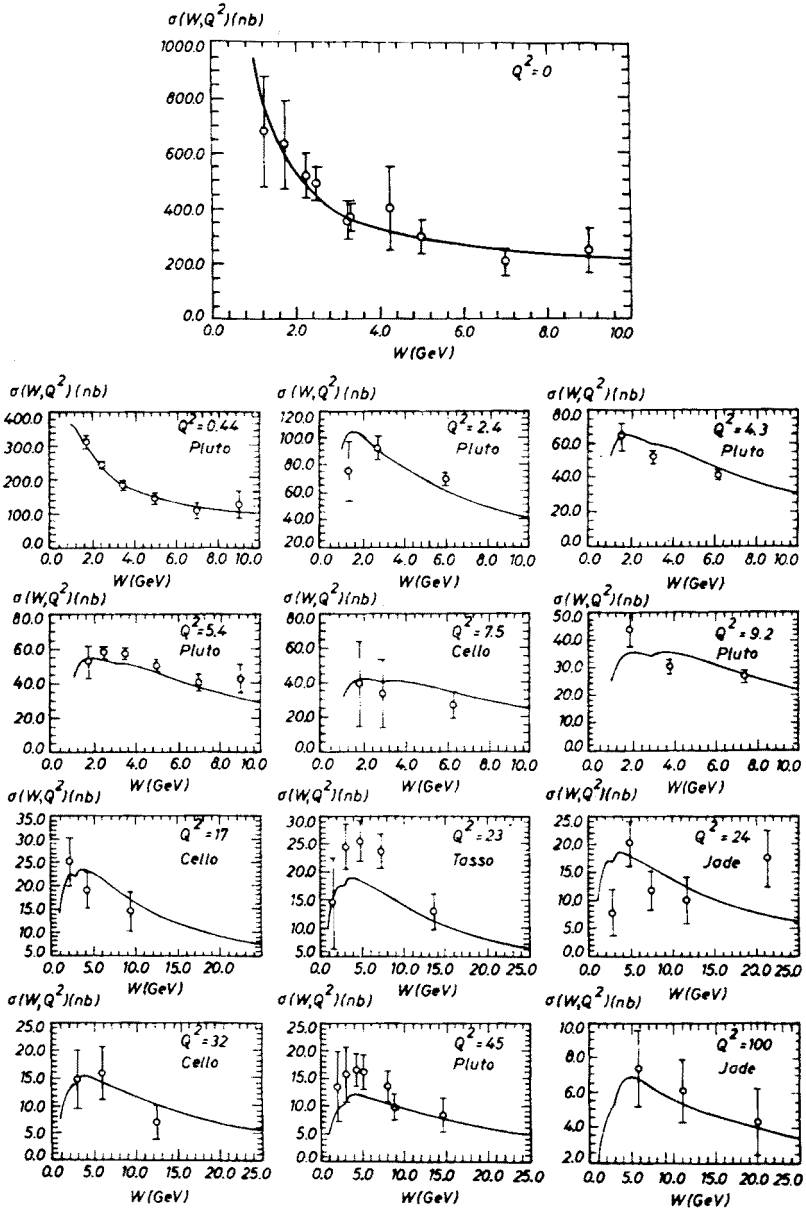 σ(W,Q²)(nb)
1000.0
800.0
600.0
400.0
200.0
0.0
Q²=0
0.0 2.0 4.0 6.0 8.0 10.0
W(GeV)
σ(W,Q²)(nb)
400.0
300.0
200.0
100.0
0.0
Q²=0.44
Pluto
0.0 2.0 4.0 6.0 8.0 10.0
W(GeV)
σ(W,Q²)(nb)
120.0
100.0
80.0
60.0
40.0
20.0
Q²=2.4
Pluto
0.0 2.0 4.0 6.0 8.0 10.0
W(GeV)
σ(W,Q²)(nb)
80.0
60.0
40.0
20.0
0.0
Q²=4.3
Pluto
0.0 2.0 4.0 6.0 8.0 10.0
W(GeV)
σ(W,Q²)(nb)
80.0
60.0
40.0
20.0
0.0
Q²=5.4
Pluto
0.0 2.0 4.0 6.0 8.0 10.0
W(GeV)
σ(W,Q²)(nb)
80.0
60.0
40.0
20.0
0.0
Q²=7.5
Cello
0.0 2.0 4.0 6.0 8.0 10.0
W(GeV)
σ(W,Q²)(nb)
50.0
40.0
30.0
20.0
10.0
0.0
Q²=9.2
Pluto
0.0 2.0 4.0 6.0 8.0 10.0
W(GeV)
σ(W,Q²)(nb)
35.0
30.0
25.0
20.0
15.0
10.0
5.0
Q²=17
Cello
0.0 5.0 10.0 15.0 20.0 25.0
W(GeV)
σ(W,Q²)(nb)
30.0
25.0
20.0
15.0
10.0
5.0
Q²=23
Tasso
0.0 5.0 10.0 15.0 20.0 25.0
W(GeV)
σ(W,Q²)(nb)
25.0
20.0
15.0
10.0
5.0
0.0
Q²=24
Jade
0.0 5.0 10.0 15.0 20.0 25.0
W(GeV)
σ(W,Q²)(nb)
25.0
20.0
15.0
10.0
5.0
0.0
Q²=32
Cello
0.0 5.0 10.0 15.0 20.0 25.0
W(GeV)
σ(W,Q²)(nb)
25.0
20.0
15.0
10.0
5.0
0.0
Q²=45
Pluto
0.0 5.0 10.0 15.0 20.0 25.0
W(GeV)
σ(W,Q²)(nb)
10.0
8.0
6.0
4.0
2.0
Q²=100
Jade
0.0 5.0 10.0 15.0 20.0 25.0
W(GeV)